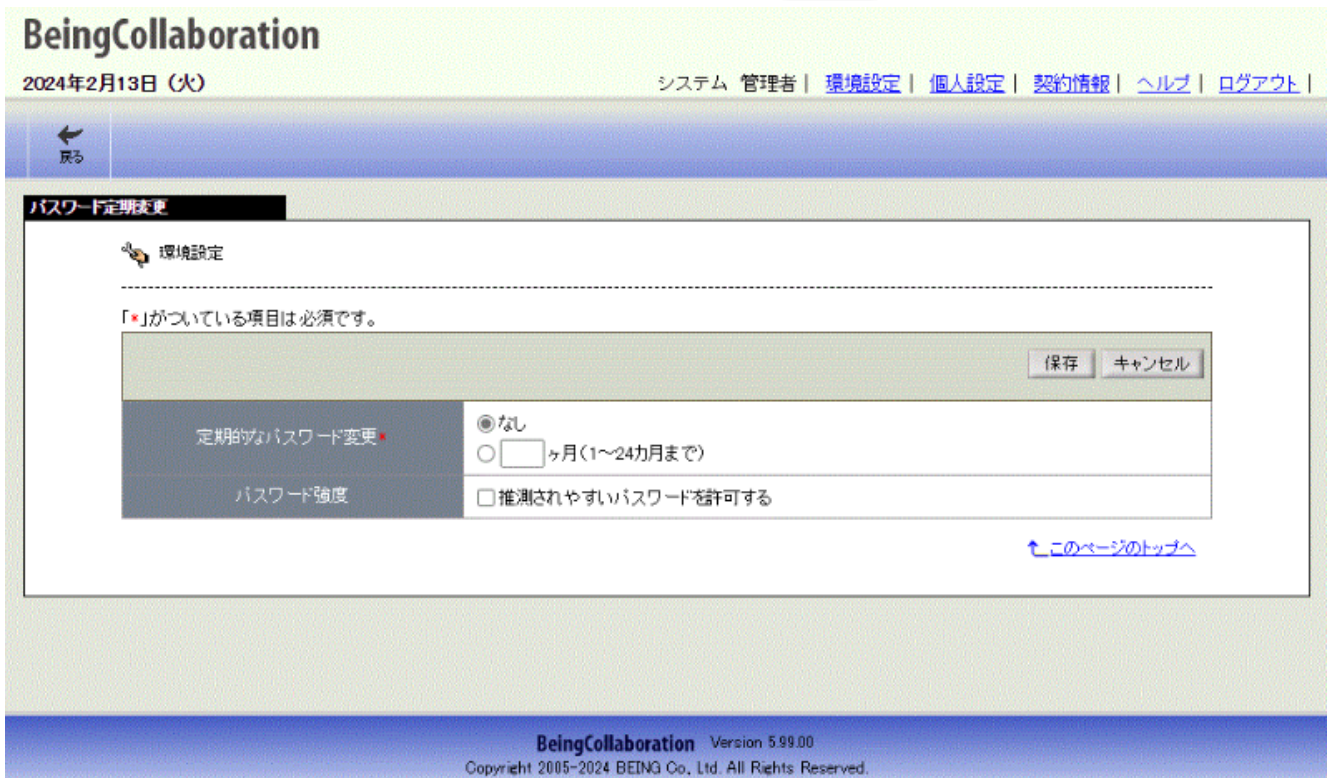 BeingCollaboration
2024年2月13日（火）
システム 管理者｜ 環境設定｜ 個人設定｜ 契約情報｜ ヘルプ｜ ログアウト｜
戻る
パスワード定期変更
環境設定
「*」がついている項目は必須です。
保存 キャンセル
定期的なパスワード変更*
なし
ヶ月(1～24カ月まで)
パスワード強度
推測されやすいパスワードを許可する
このページのトップへ
BeingCollaboration Version 5.99.00
Copyright 2005-2024 BEING Co., Ltd. All Rights Reserved.